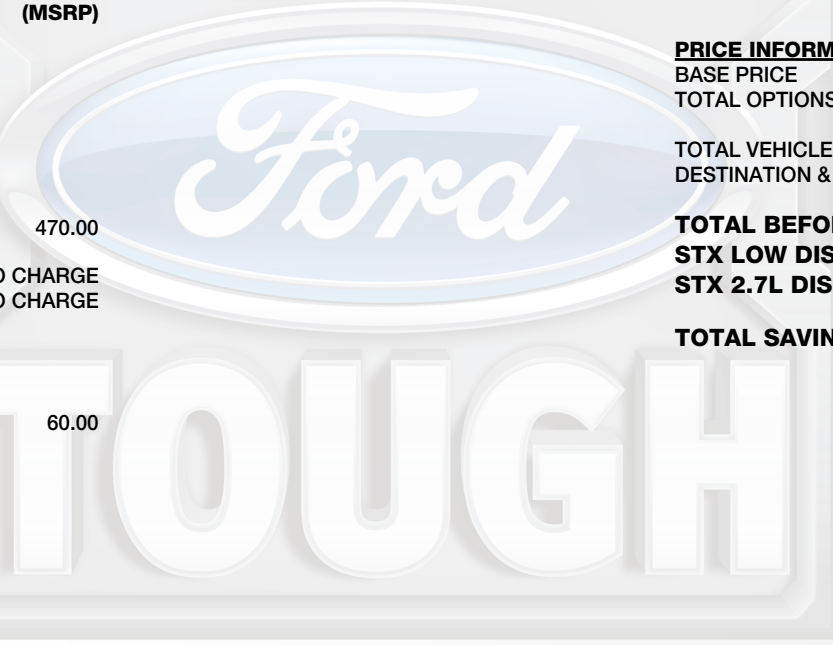 (MSRP)
470.00
CHARGE
CHARGE
60.00
PRICE INFORM
BASE PRICE
TOTAL OPTIONS
TOTAL VEHICLE
DESTINATION &
TOTAL BEFO
STX LOW DIS
STX 2.7L DIS
TOTAL SAVIN
Ford
TOUGH